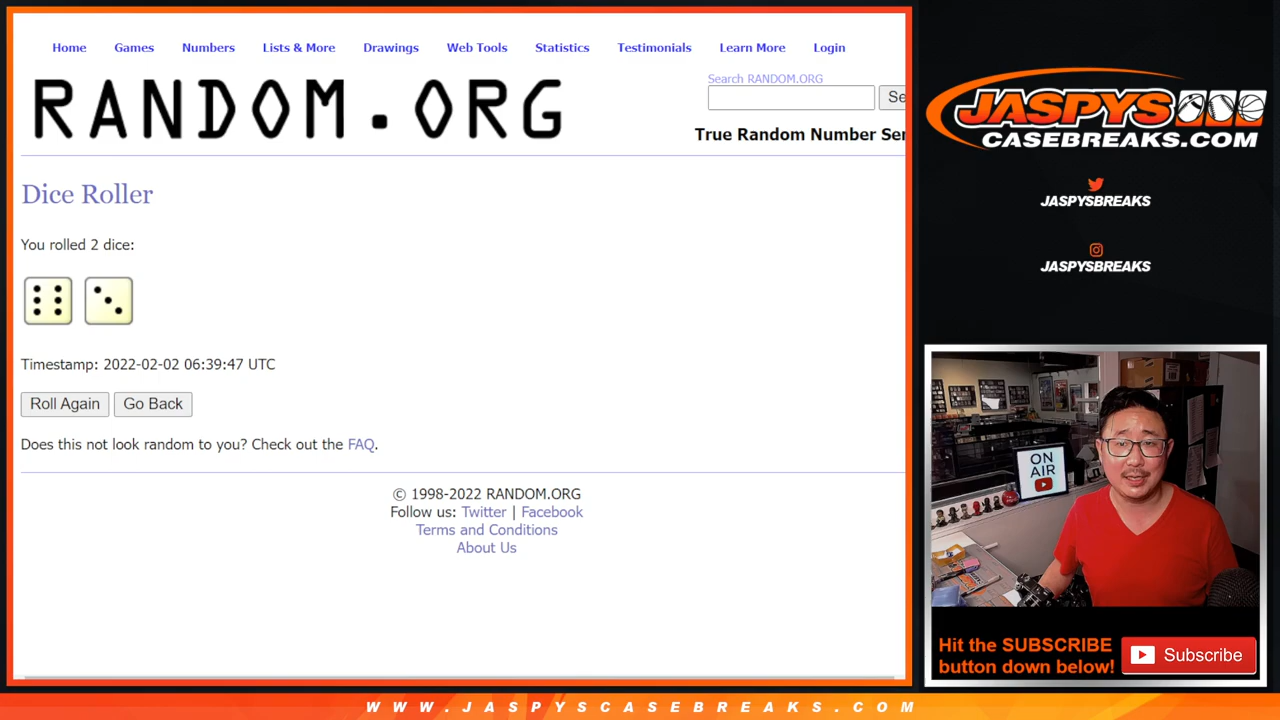 Home Games Numbers Lists & More Drawings Web Tools Statistics Testimonials Learn More Login
RANDOM.ORG
Search RANDOM.ORG
Se
True Random Number Ser
Dice Roller
You rolled 2 dice:
Timestamp: 2022-02-02 06:39:47 UTC
Roll Again Go Back
Does this not look random to you? Check out the FAQ.
© 1998-2022 RANDOM.ORG
Follow us: Twitter | Facebook
Terms and Conditions
About Us
JASPYS
CASEBREAKS.COM
JASPYSBREAKS
JASPYSBREAKS
ON
AIR
Hit the SUBSCRIBE
button down below!
Subscribe
WWW.JASPYSCASEBREAKS.COM